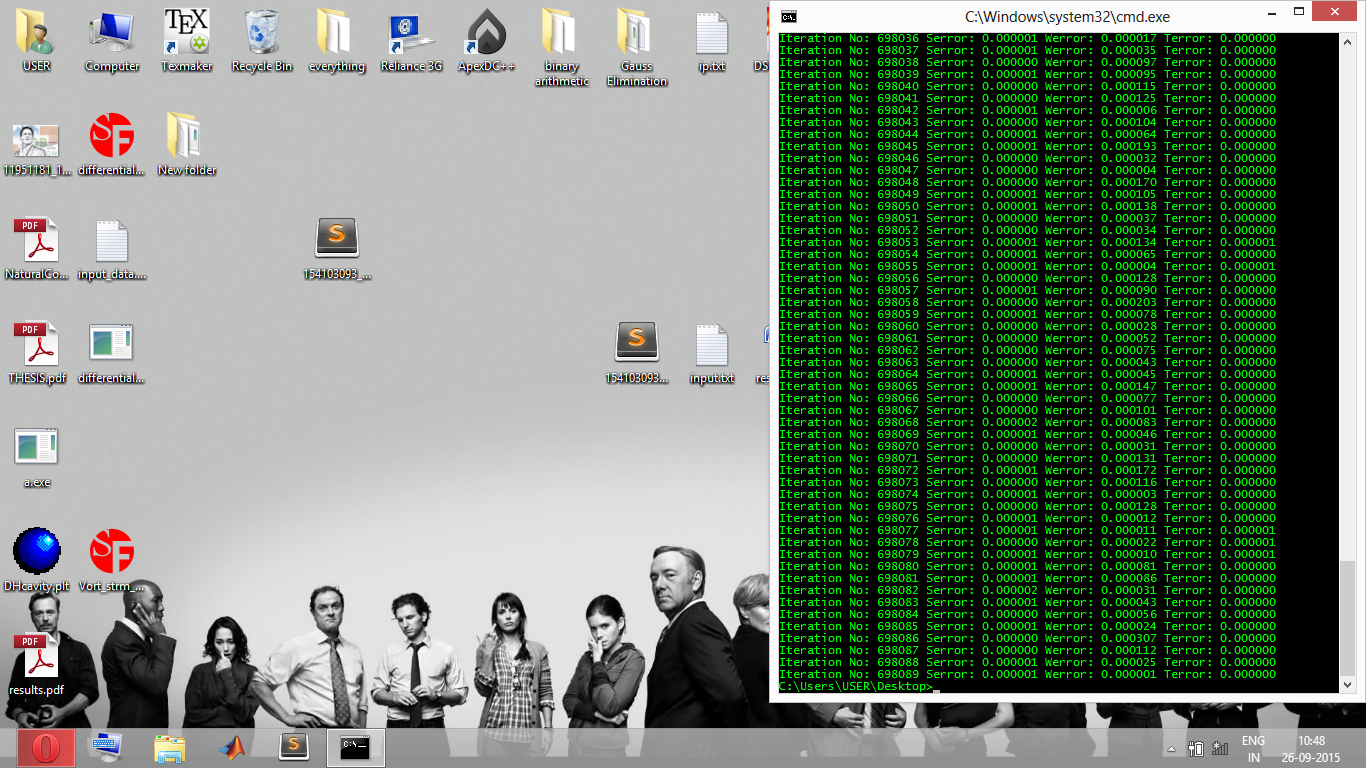 C:\Windows\system32\cmd.exe
USER
Computer
Texmaker
Recycle Bin
everything
Reliance 3G
ApexDC++
binary
arithmetic
Gauss
Elimination
ip.txt
DS
11951181_1...
differential...
New folder
NaturalCo...
input_data....
154103093_...
THESIS.pdf
differential...
154103093...
input.txt
res
a.exe
DHcavity.plt
Vort_strm_...
results.pdf
Iteration No: 698036 Serror: 0.000001 Werror: 0.000017 Terror: 0.000000
Iteration No: 698037 Serror: 0.000001 Werror: 0.000035 Terror: 0.000000
Iteration No: 698038 Serror: 0.000000 Werror: 0.000097 Terror: 0.000000
Iteration No: 698039 Serror: 0.000001 Werror: 0.000095 Terror: 0.000000
Iteration No: 698040 Serror: 0.000000 Werror: 0.000115 Terror: 0.000000
Iteration No: 698041 Serror: 0.000000 Werror: 0.000125 Terror: 0.000000
Iteration No: 698042 Serror: 0.000001 Werror: 0.000006 Terror: 0.000000
Iteration No: 698043 Serror: 0.000000 Werror: 0.000104 Terror: 0.000000
Iteration No: 698044 Serror: 0.000001 Werror: 0.000064 Terror: 0.000000
Iteration No: 698045 Serror: 0.000001 Werror: 0.000193 Terror: 0.000000
Iteration No: 698046 Serror: 0.000000 Werror: 0.000032 Terror: 0.000000
Iteration No: 698047 Serror: 0.000000 Werror: 0.000004 Terror: 0.000000
Iteration No: 698048 Serror: 0.000000 Werror: 0.000170 Terror: 0.000000
Iteration No: 698049 Serror: 0.000001 Werror: 0.000105 Terror: 0.000000
Iteration No: 698050 Serror: 0.000001 Werror: 0.000138 Terror: 0.000000
Iteration No: 698051 Serror: 0.000000 Werror: 0.000037 Terror: 0.000000
Iteration No: 698052 Serror: 0.000000 Werror: 0.000034 Terror: 0.000000
Iteration No: 698053 Serror: 0.000001 Werror: 0.000134 Terror: 0.000001
Iteration No: 698054 Serror: 0.000001 Werror: 0.000065 Terror: 0.000000
Iteration No: 698055 Serror: 0.000001 Werror: 0.000004 Terror: 0.000001
Iteration No: 698056 Serror: 0.000000 Werror: 0.000128 Terror: 0.000000
Iteration No: 698057 Serror: 0.000001 Werror: 0.000090 Terror: 0.000000
Iteration No: 698058 Serror: 0.000000 Werror: 0.000203 Terror: 0.000000
Iteration No: 698059 Serror: 0.000001 Werror: 0.000078 Terror: 0.000000
Iteration No: 698060 Serror: 0.000000 Werror: 0.000028 Terror: 0.000000
Iteration No: 698061 Serror: 0.000000 Werror: 0.000052 Terror: 0.000000
Iteration No: 698062 Serror: 0.000000 Werror: 0.000075 Terror: 0.000000
Iteration No: 698063 Serror: 0.000000 Werror: 0.000043 Terror: 0.000000
Iteration No: 698064 Serror: 0.000001 Werror: 0.000045 Terror: 0.000000
Iteration No: 698065 Serror: 0.000001 Werror: 0.000147 Terror: 0.000000
Iteration No: 698066 Serror: 0.000000 Werror: 0.000077 Terror: 0.000000
Iteration No: 698067 Serror: 0.000000 Werror: 0.000101 Terror: 0.000000
Iteration No: 698068 Serror: 0.000002 Werror: 0.000083 Terror: 0.000000
Iteration No: 698069 Serror: 0.000001 Werror: 0.000046 Terror: 0.000000
Iteration No: 698070 Serror: 0.000000 Werror: 0.000031 Terror: 0.000000
Iteration No: 698071 Serror: 0.000000 Werror: 0.000131 Terror: 0.000000
Iteration No: 698072 Serror: 0.000001 Werror: 0.000172 Terror: 0.000000
Iteration No: 698073 Serror: 0.000000 Werror: 0.000116 Terror: 0.000000
Iteration No: 698074 Serror: 0.000001 Werror: 0.000003 Terror: 0.000000
Iteration No: 698075 Serror: 0.000000 Werror: 0.000128 Terror: 0.000000
Iteration No: 698076 Serror: 0.000001 Werror: 0.000012 Terror: 0.000000
Iteration No: 698077 Serror: 0.000001 Werror: 0.000011 Terror: 0.000001
Iteration No: 698078 Serror: 0.000000 Werror: 0.000022 Terror: 0.000001
Iteration No: 698079 Serror: 0.000001 Werror: 0.000010 Terror: 0.000001
Iteration No: 698080 Serror: 0.000001 Werror: 0.000081 Terror: 0.000000
Iteration No: 698081 Serror: 0.000001 Werror: 0.000086 Terror: 0.000000
Iteration No: 698082 Serror: 0.000002 Werror: 0.000031 Terror: 0.000000
Iteration No: 698083 Serror: 0.000001 Werror: 0.000043 Terror: 0.000000
Iteration No: 698084 Serror: 0.000000 Werror: 0.000056 Terror: 0.000000
Iteration No: 698085 Serror: 0.000001 Werror: 0.000024 Terror: 0.000000
Iteration No: 698086 Serror: 0.000000 Werror: 0.000307 Terror: 0.000000
Iteration No: 698087 Serror: 0.000000 Werror: 0.000112 Terror: 0.000000
Iteration No: 698088 Serror: 0.000001 Werror: 0.000025 Terror: 0.000000
Iteration No: 698089 Serror: 0.000001 Werror: 0.000001 Terror: 0.000000
C:\Users\USER\Desktop>
ENG
IN
10:48
26-09-2015